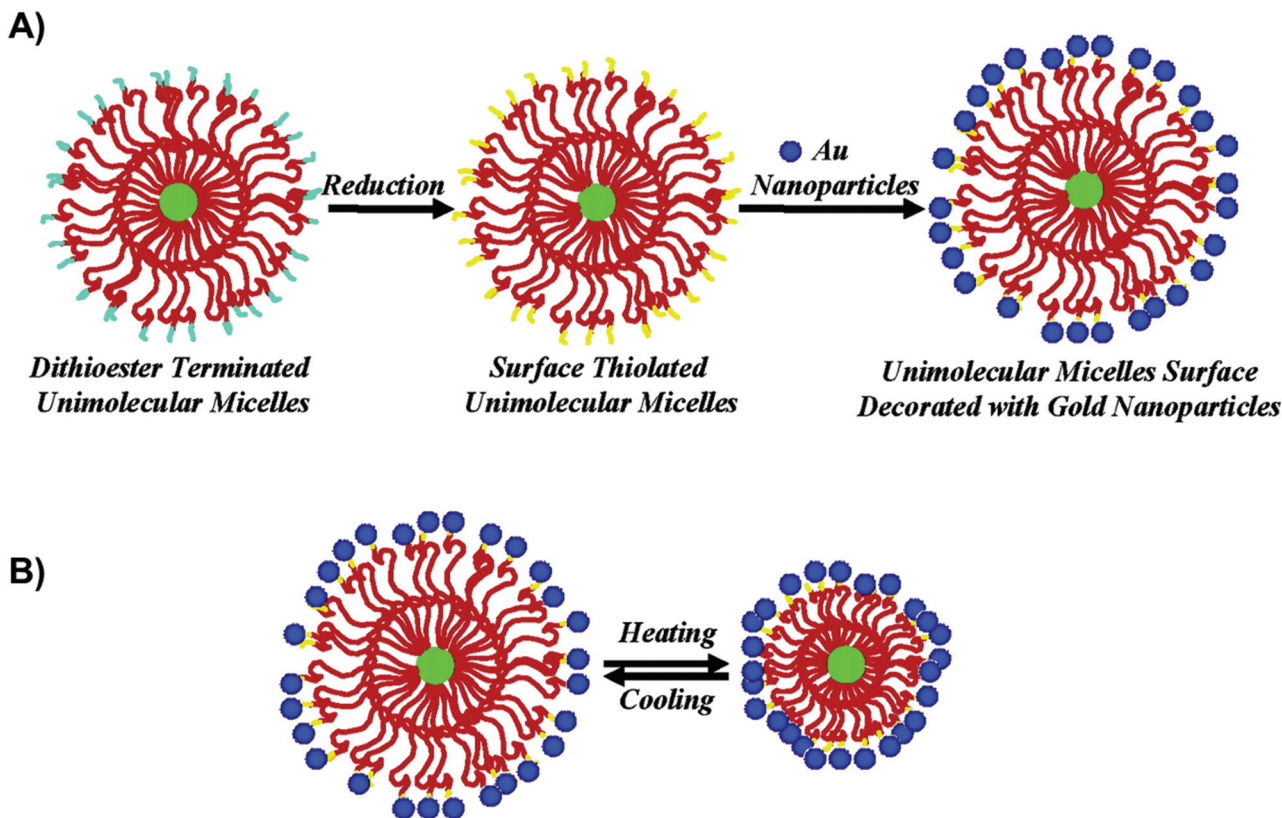 A)
Reduction
Au
Nanoparticles
Dithioester Terminated
Unimolecular Micelles
Surface Thiolated
Unimolecular Micelles
Unimolecular Micelles Surface
Decorated with Gold Nanoparticles
B)
Heating
Cooling